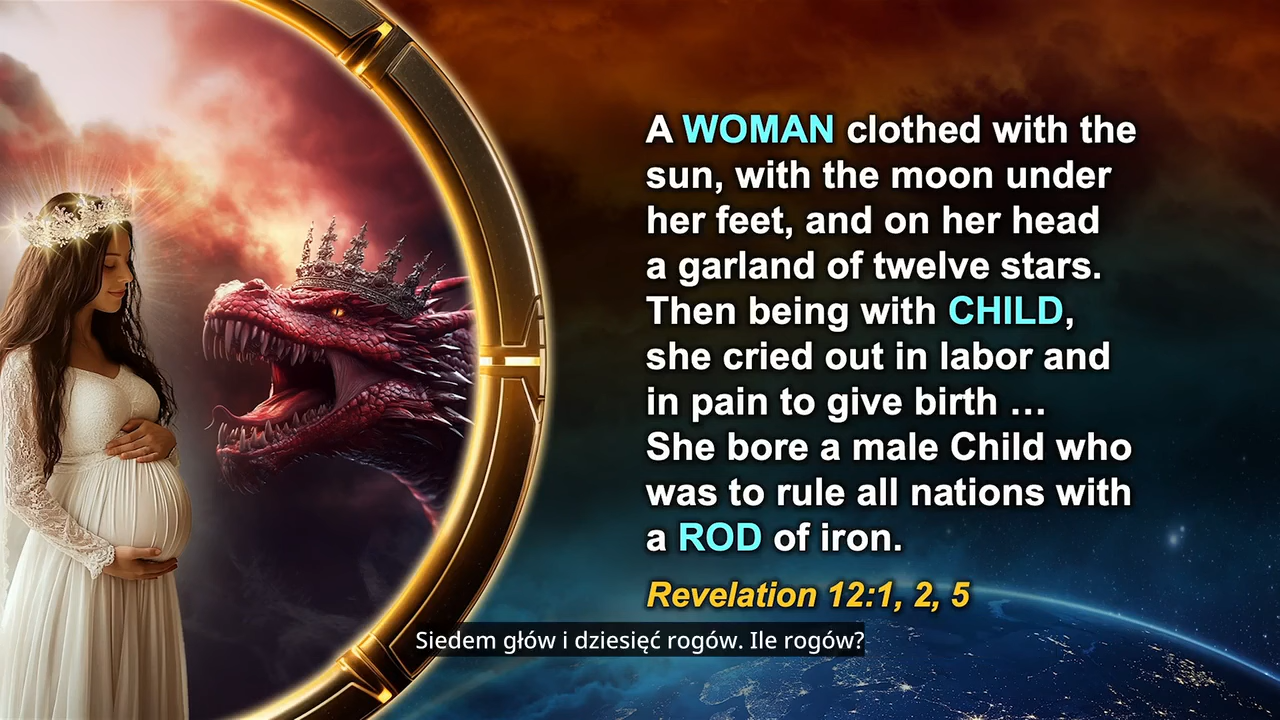 A WOMAN clothed with the
sun, with the moon under
her feet, and on her head
a garland of twelve stars.
Then being with CHILD,
she cried out in labor and
in pain to give birth …
She bore a male Child who
was to rule all nations with
a ROD of iron.
Revelation 12:1, 2, 5
Siedem głów i dziesięć rogów. Ile rogów?